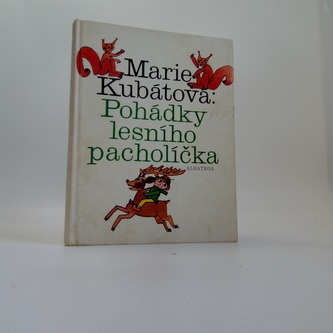 Marie
Kubátová:
Pohádky
lesního
pacholíčka
ALBATROS